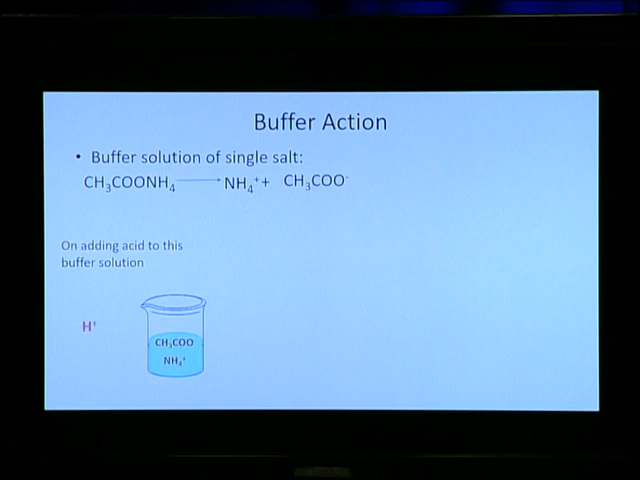 Buffer Action
• Buffer solution of single salt:
CH₃COONH₄ ⟶ NH₄⁺ + CH₃COO⁻
On adding acid to this
buffer solution
H⁺
CH₃COO
NH₄⁺